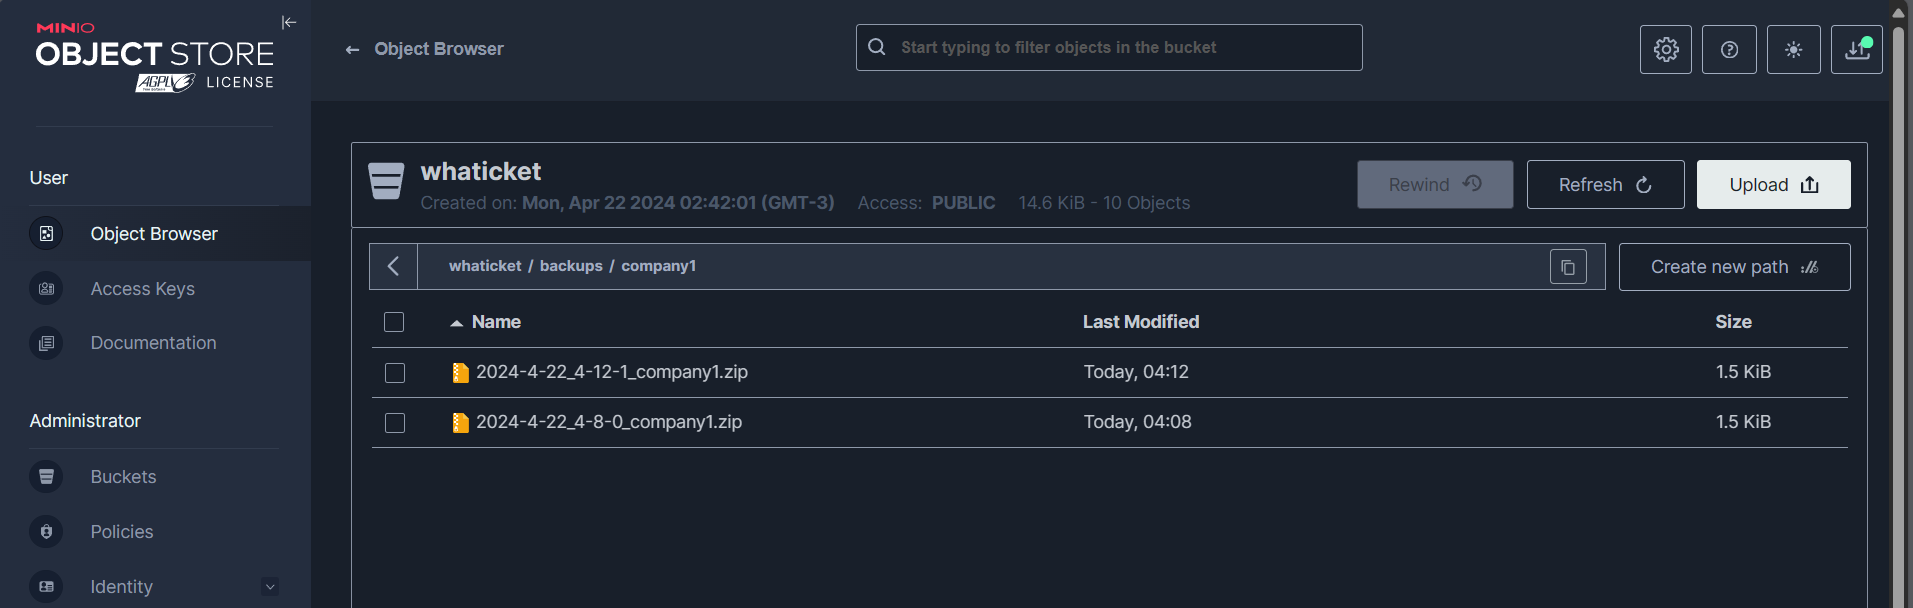 MINIO
OBJECT STORE
AGPLV3 LICENSE
User
Object Browser
Access Keys
Documentation
Administrator
Buckets
Policies
Identity
Object Browser
Start typing to filter objects in the bucket
whaticket
Created on: Mon, Apr 22 2024 02:42:01 (GMT-3) Access: PUBLIC 14.6 KiB - 10 Objects
Rewind
Refresh
Upload
whaticket / backups / company1
Create new path
Name Last Modified Size
2024-4-22_4-12-1_company1.zip Today, 04:12 1.5 KiB
2024-4-22_4-8-0_company1.zip Today, 04:08 1.5 KiB